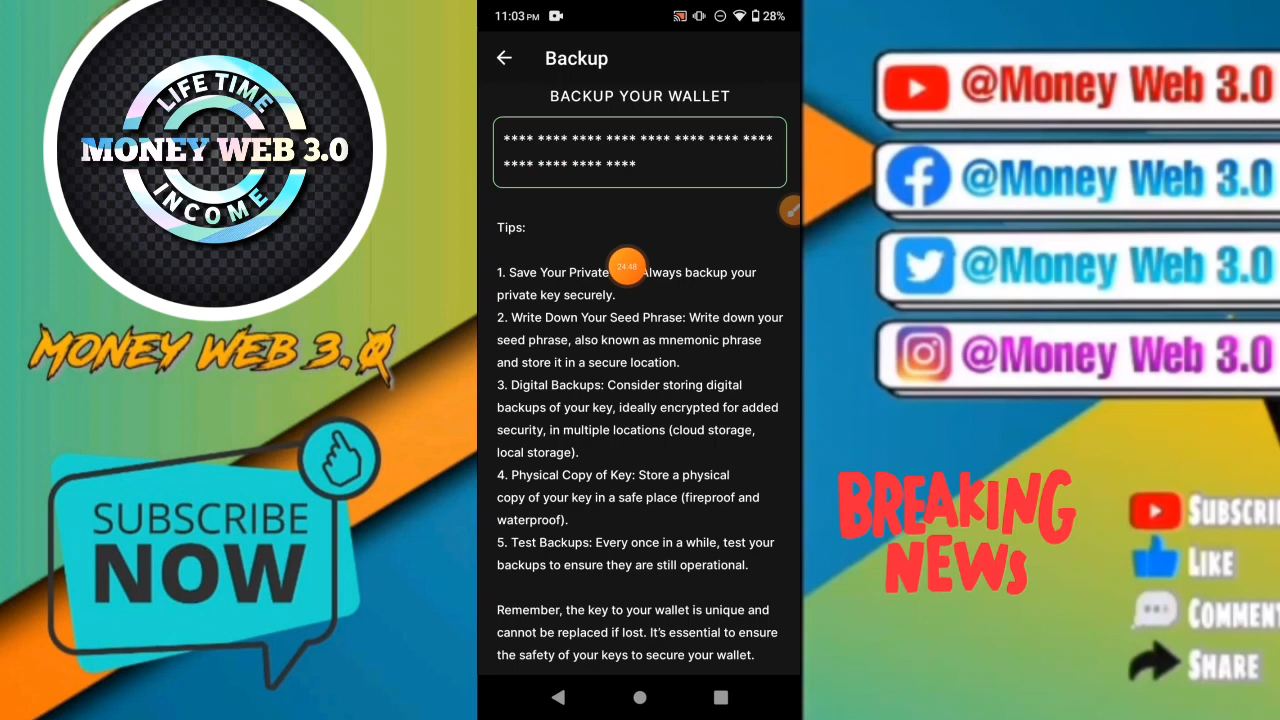 LIFE TIME
MONEY WEB 3.0
INCOME
MONEY WEB 3.0
SUBSCRIBE
NOW
11:03 PM
28%
Backup
BACKUP YOUR WALLET
**** **** **** **** **** **** **** ****
**** **** **** ****
Tips:
24:48
1. Save Your Private Always backup your
private key securely.
2. Write Down Your Seed Phrase: Write down your
seed phrase, also known as mnemonic phrase
and store it in a secure location.
3. Digital Backups: Consider storing digital
backups of your key, ideally encrypted for added
security, in multiple locations (cloud storage,
local storage).
4. Physical Copy of Key: Store a physical
copy of your key in a safe place (fireproof and
waterproof).
5. Test Backups: Every once in a while, test your
backups to ensure they are still operational.
Remember, the key to your wallet is unique and
cannot be replaced if lost. It's essential to ensure
the safety of your keys to secure your wallet.
@Money Web 3.0
@Money Web 3.0
@Money Web 3.0
@Money Web 3.0
BREAKING
NEWS
SUBSCRI
LIKE
COMMEN
SHARE